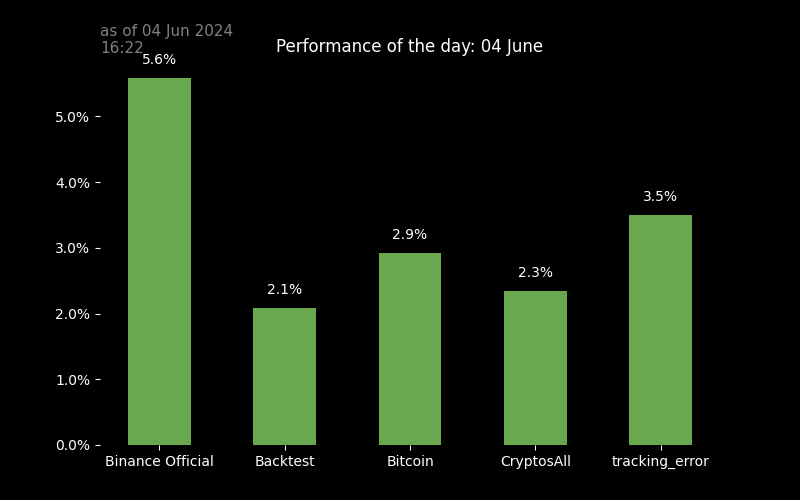 as of 04 Jun 2024
16:22
Performance of the day: 04 June
5.6%
5.0%
4.0%
3.5%
3.0%
2.9%
2.3%
2.1%
2.0%
1.0%
0.0%
Binance Official
Backtest
Bitcoin
CryptosAll
tracking_error